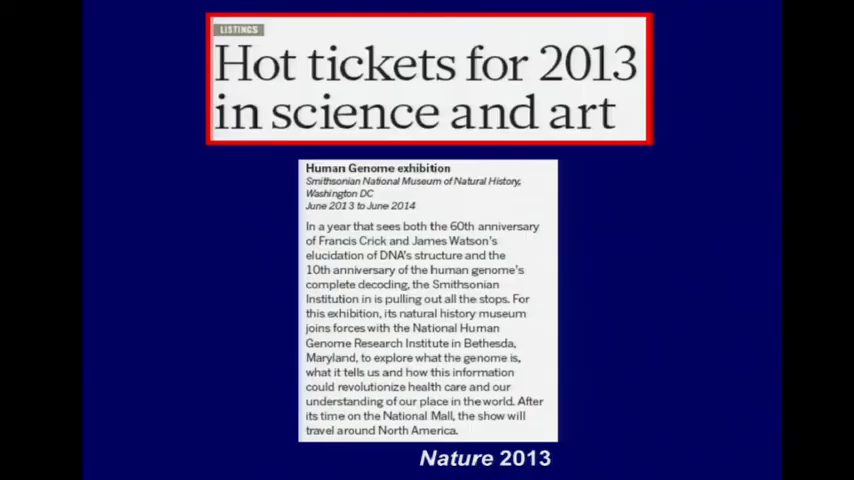 LISTINGS
Hot tickets for 2013
in science and art
Human Genome exhibition
Smithsonian National Museum of Natural History,
Washington DC
June 2013 to June 2014
In a year that sees both the 60th anniversary
of Francis Crick and James Watson's
elucidation of DNA's structure and the
10th anniversary of the human genome's
complete decoding, the Smithsonian
Institution in is pulling out all the stops. For
this exhibition, its natural history museum
joins forces with the National Human
Genome Research Institute in Bethesda,
Maryland, to explore what the genome is,
what it tells us and how this information
could revolutionize health care and our
understanding of our place in the world. After
its time on the National Mall, the show will
travel around North America.
Nature 2013